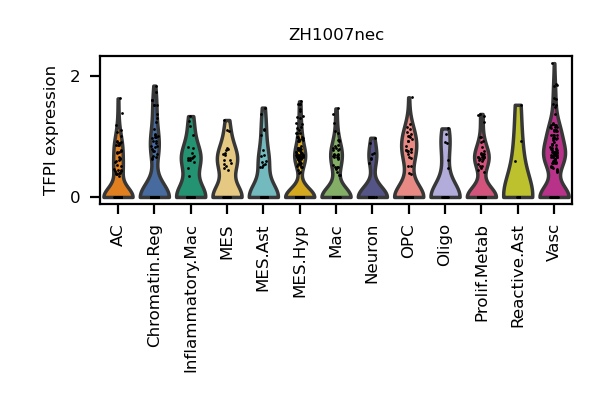 ZH1007nec
TFPI expression
2
0
AC
Chromatin.Reg
Inflammatory.Mac
MES
MES.Ast
MES.Hyp
Mac
Neuron
OPC
Oligo
Prolif.Metab
Reactive.Ast
Vasc